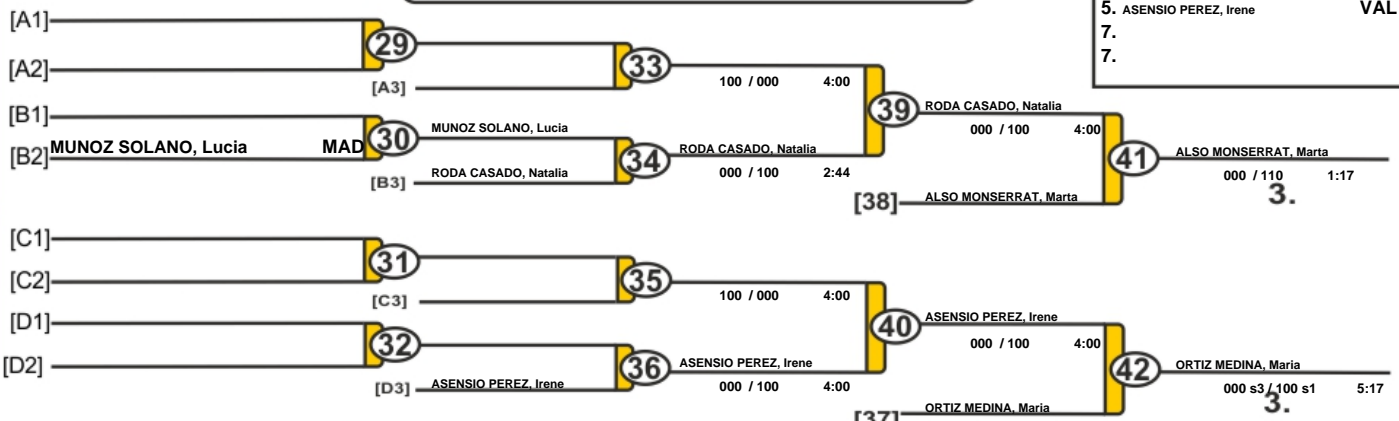 5. ASENSIO PEREZ, Irene VAL
7.
7.
[A1]
29
[A2]
[A3]
33
100 / 000 4:00
[B1]
MUNOZ SOLANO, Lucia MAD
[B2]
30
MUNOZ SOLANO, Lucia
RODA CASADO, Natalia
[B3]
34
RODA CASADO, Natalia
000 / 100 2:44
39
RODA CASADO, Natalia
000 / 100 4:00
[38] ALSO MONSERRAT, Marta
41
ALSO MONSERRAT, Marta
000 / 110 1:17
3.
[C1]
31
[C2]
[C3]
35
100 / 000 4:00
[D1]
32
[D2]
[D3] ASENSIO PEREZ, Irene
36
ASENSIO PEREZ, Irene
000 / 100 4:00
40
ASENSIO PEREZ, Irene
000 / 100 4:00
[37] ORTIZ MEDINA, Maria
42
ORTIZ MEDINA, Maria
000 s3 / 100 s1 5:17
3.